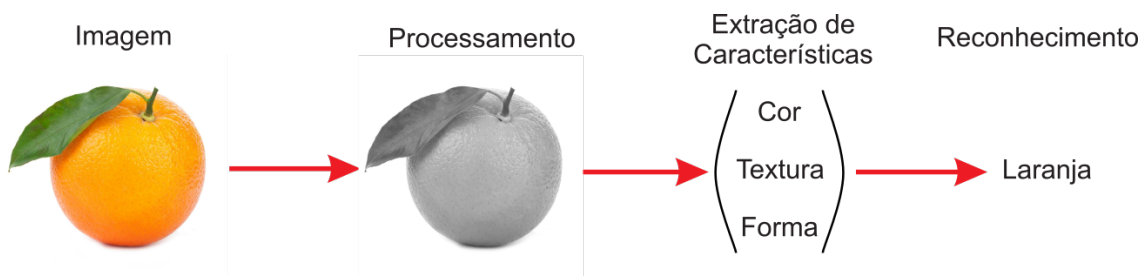 Imagem
Processamento
Extração de
Características
Reconhecimento
Cor
Textura
Forma
Laranja